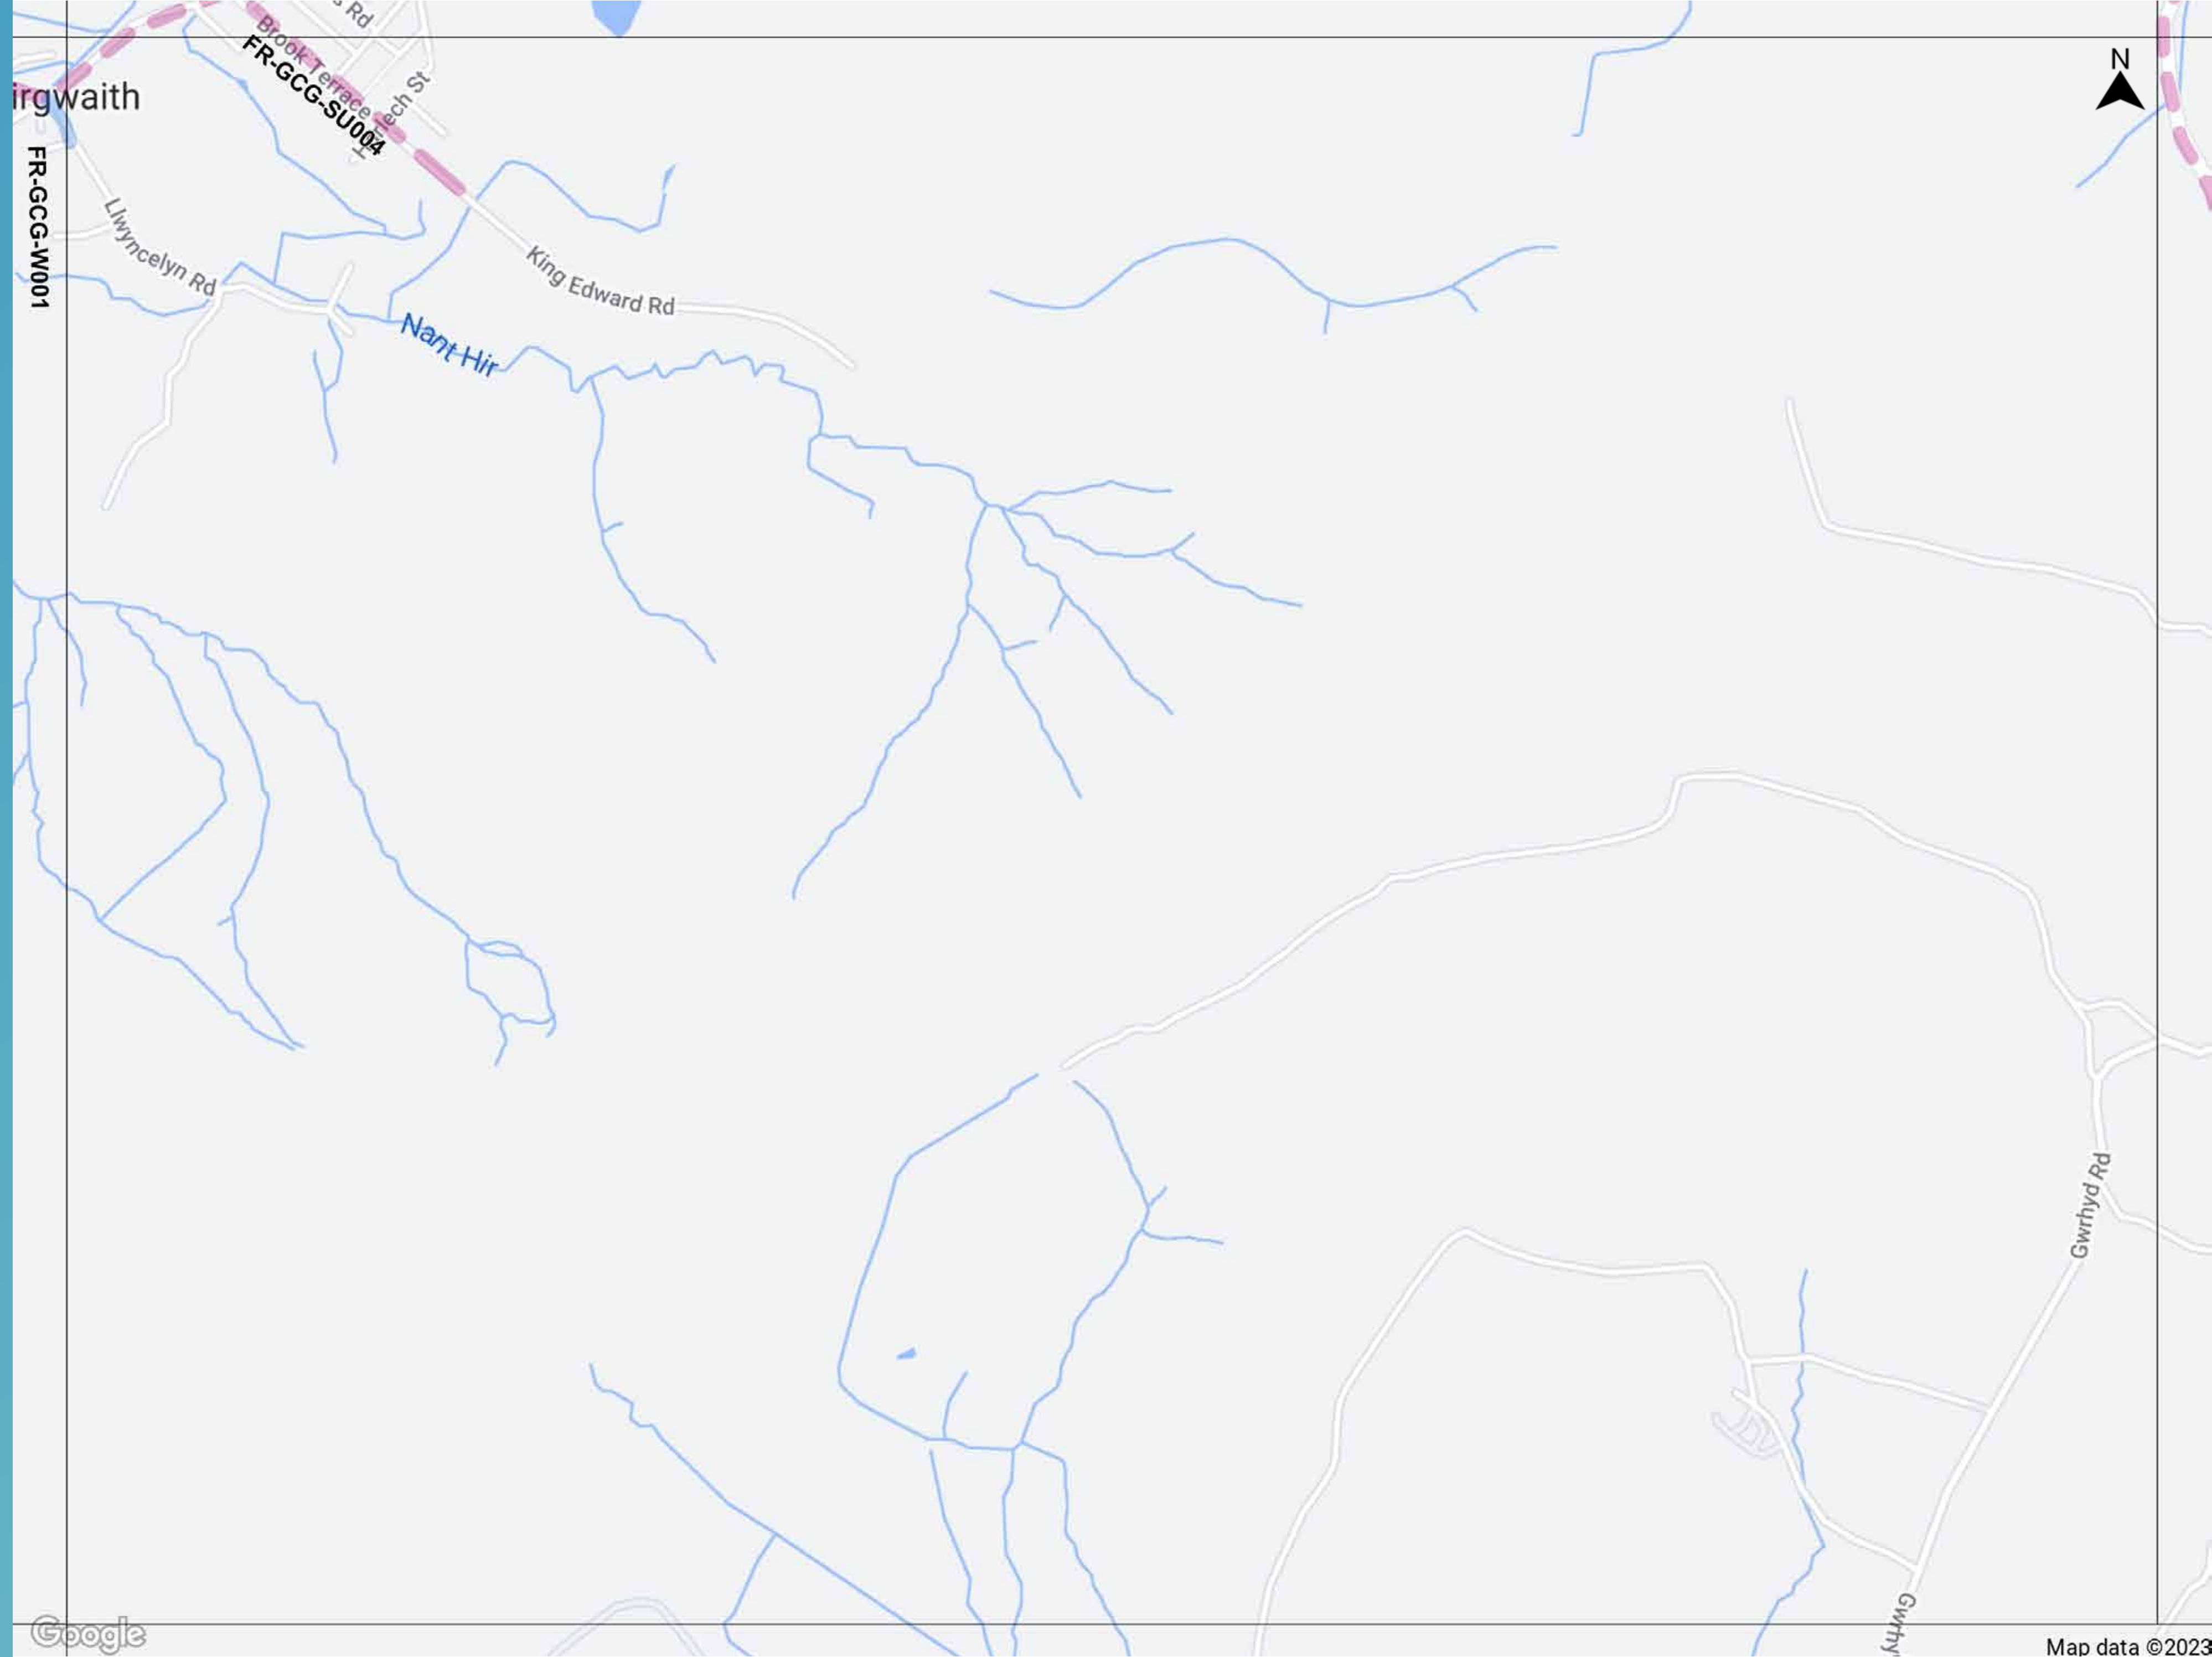 s Rd
Brook Terrace
FR-GCG-SU004
ech St
N
irgwaith
FR-GCG-W001
Llwyncelyn Rd
King Edward Rd
Nant Hir
Gwrhyd Rd
Gwrhy
Google
Map data ©2023